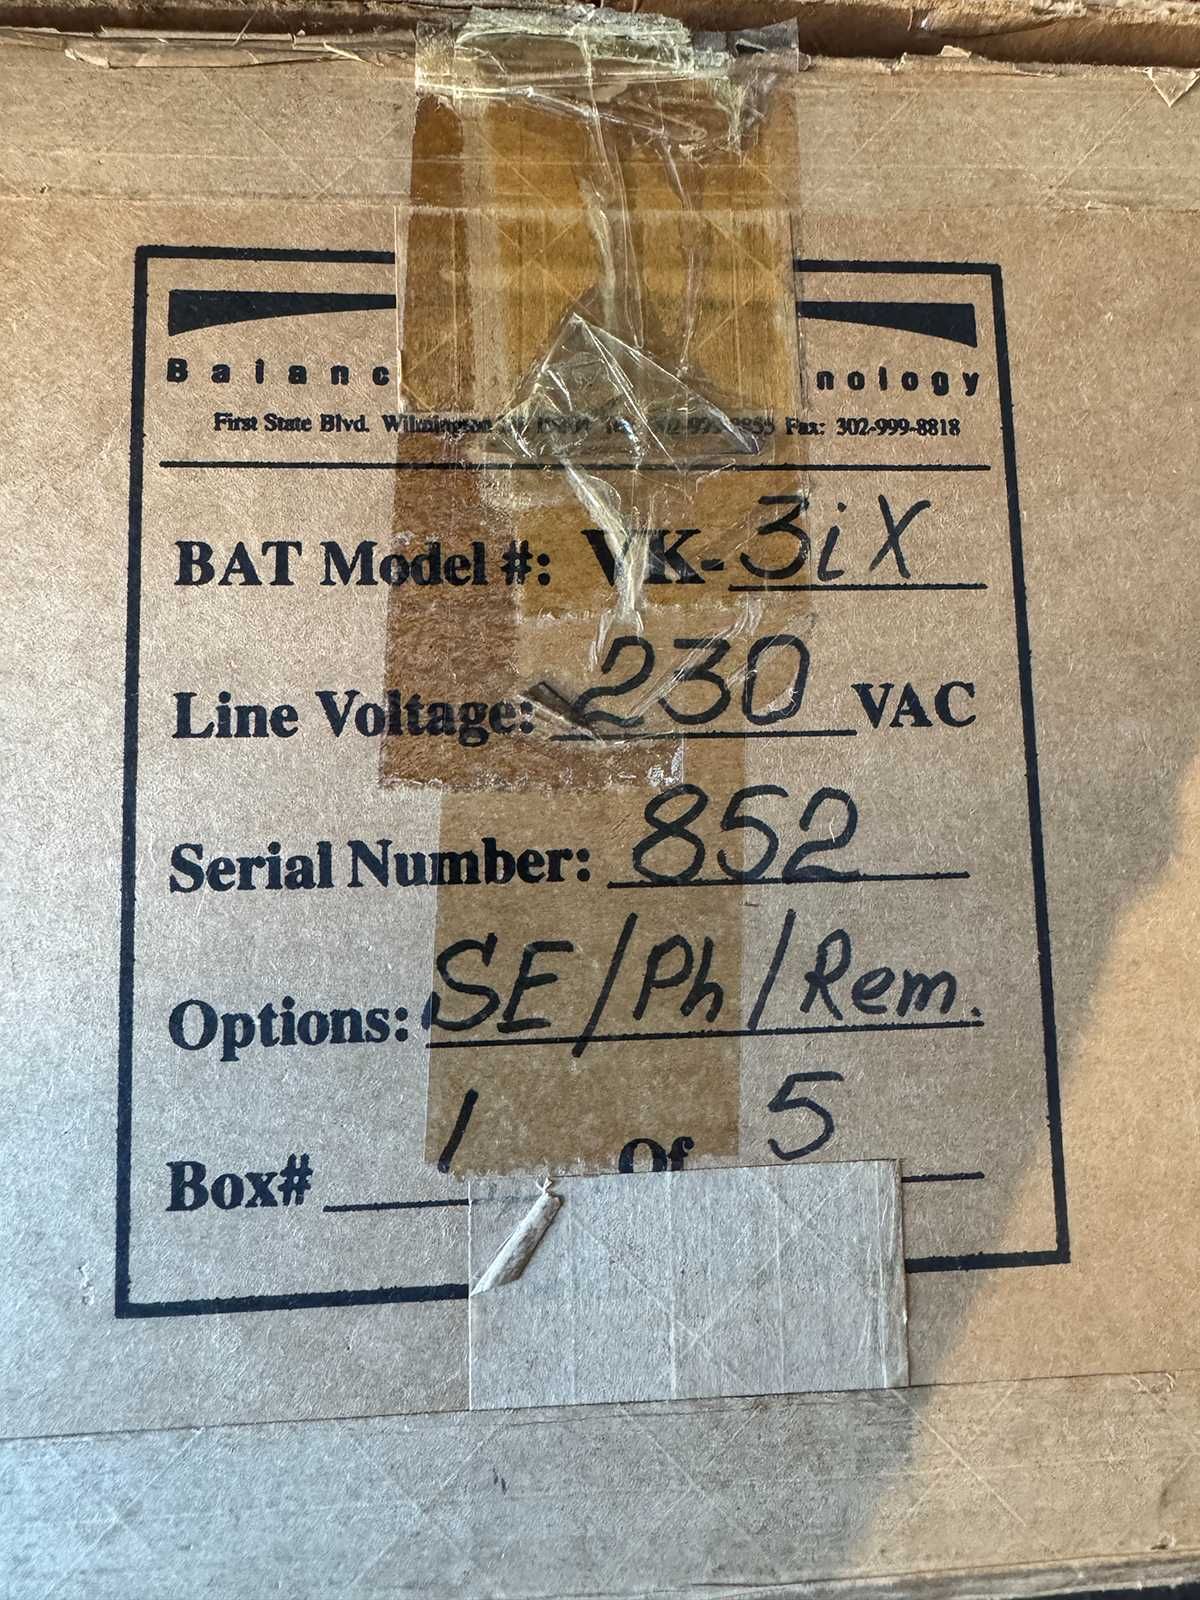 Balanc nology
First State Blvd. Wilmington Fax: 302-999-8818
BAT Model #: VK-3iX
Line Voltage: 230 VAC
Serial Number: 852
Options: SE/Ph/Rem.
Box# 1 Of 5